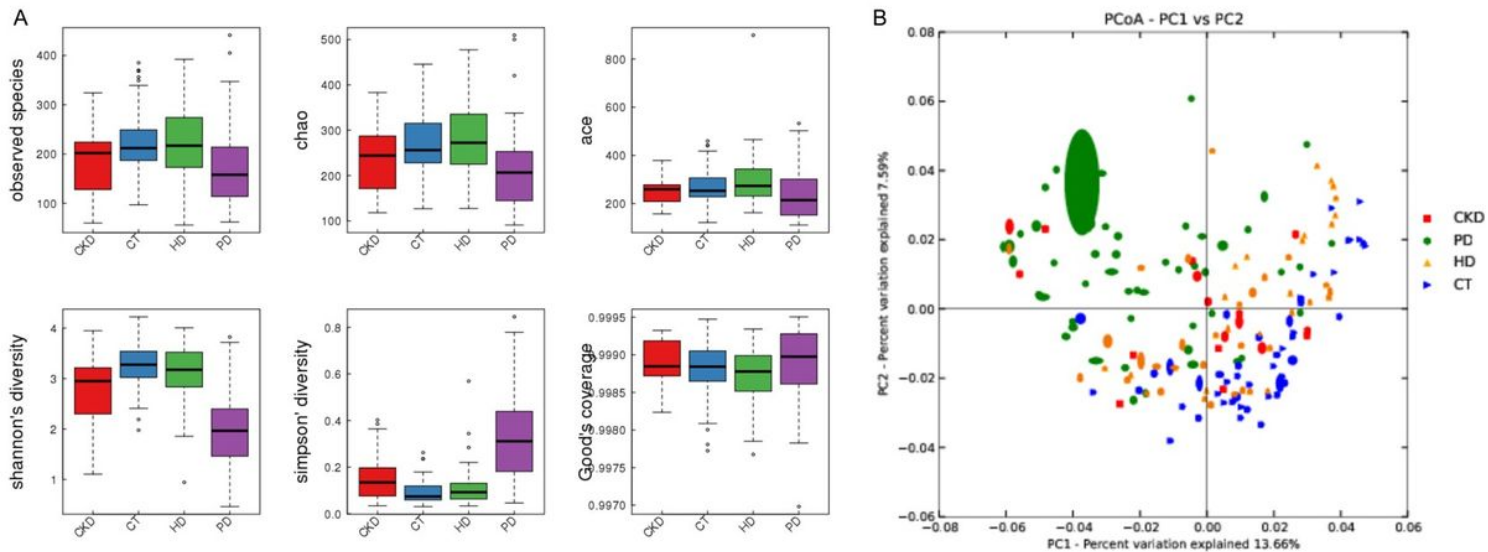 A
observed species
400
300
200
100
CKD
CT
HD
PD
chao
500
400
300
200
100
0
CKD
CT
HD
PD
ace
800
600
400
200
CKD
CT
HD
PD
shannon's diversity
4
3
2
1
CKD
CT
HD
PD
simpson' diversity
0.8
0.6
0.4
0.2
0.0
CKD
CT
HD
PD
Good's coverage
0.9995
0.9990
0.9985
0.9980
0.9975
0.9970
CKD
CT
HD
PD
B
PCoA - PC1 vs PC2
PC2 - Percent variation explained 7.59%
0.08
0.06
0.04
0.02
0.00
−0.02
−0.04
−0.06
−0.08
−0.06
−0.04
−0.02
0.00
0.02
0.04
0.06
PC1 - Percent variation explained 13.66%
CKD
PD
HD
CT